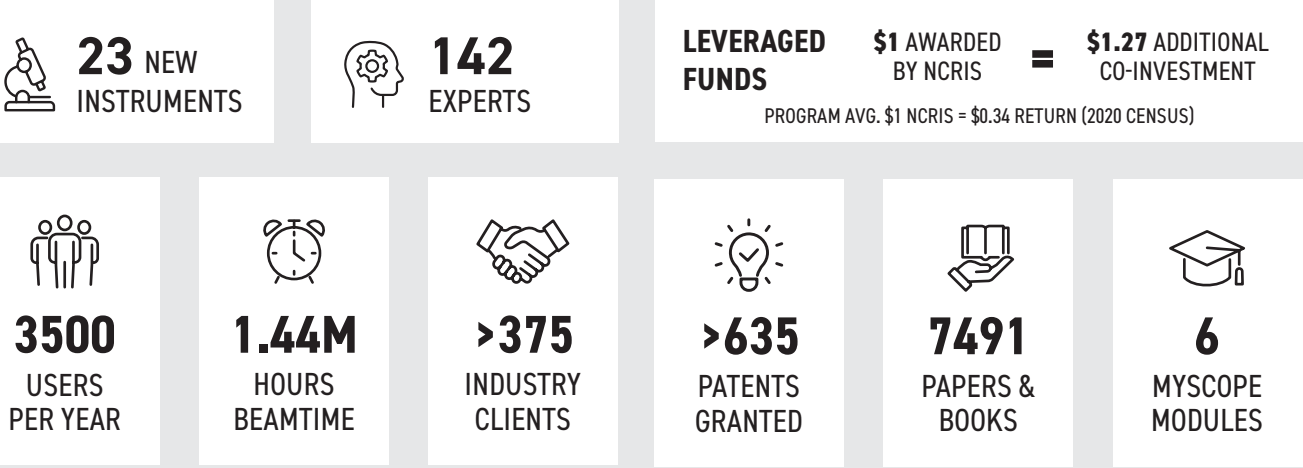 23 NEW
INSTRUMENTS
142
EXPERTS
LEVERAGED
FUNDS
$1 AWARDED
BY NCRIS
=
$1.27 ADDITIONAL
CO-INVESTMENT
PROGRAM AVG. $1 NCRIS = $0.34 RETURN (2020 CENSUS)
3500
USERS
PER YEAR
1.44M
HOURS
BEAMTIME
>375
INDUSTRY
CLIENTS
>635
PATENTS
GRANTED
7491
PAPERS &
BOOKS
6
MYSCOPE
MODULES